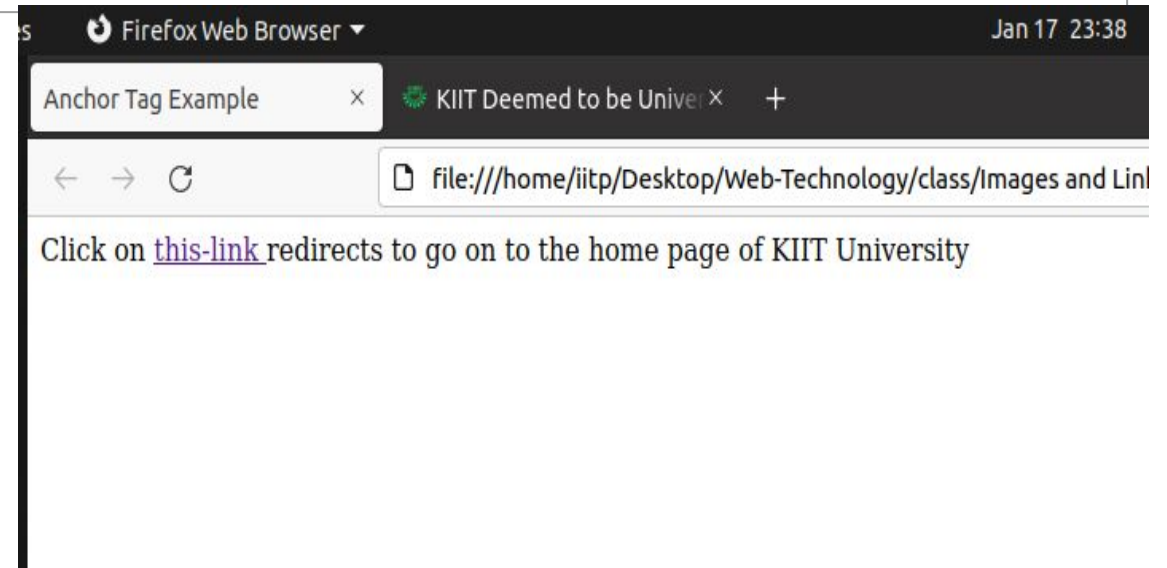 es Firefox Web Browser Jan 17 23:38
Anchor Tag Example × KIIT Deemed to be Univer × +
file:///home/iitp/Desktop/Web-Technology/class/Images and Lin
Click on this-link redirects to go on to the home page of KIIT University